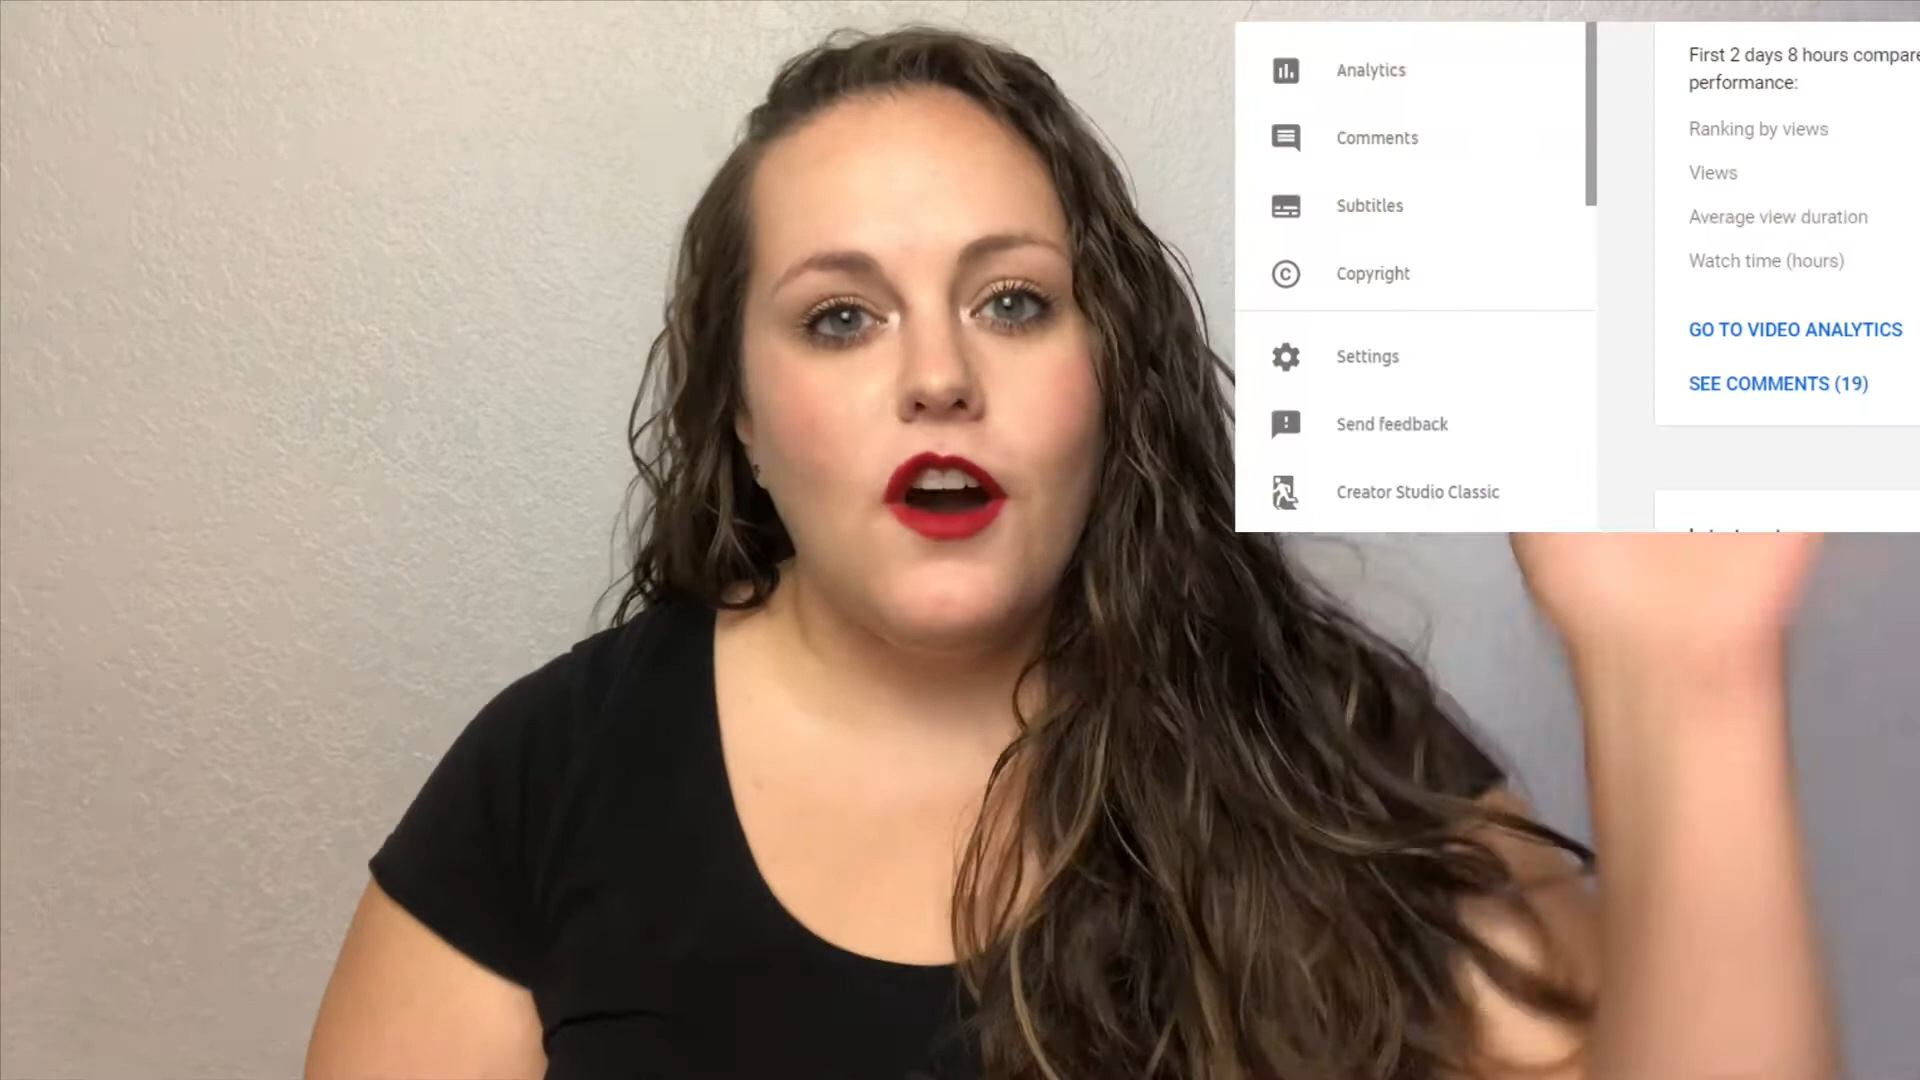 Analytics
Comments
Subtitles
Copyright
Settings
Send feedback
Creator Studio Classic
First 2 days 8 hours compare
performance:
Ranking by views
Views
Average view duration
Watch time (hours)
GO TO VIDEO ANALYTICS
SEE COMMENTS (19)